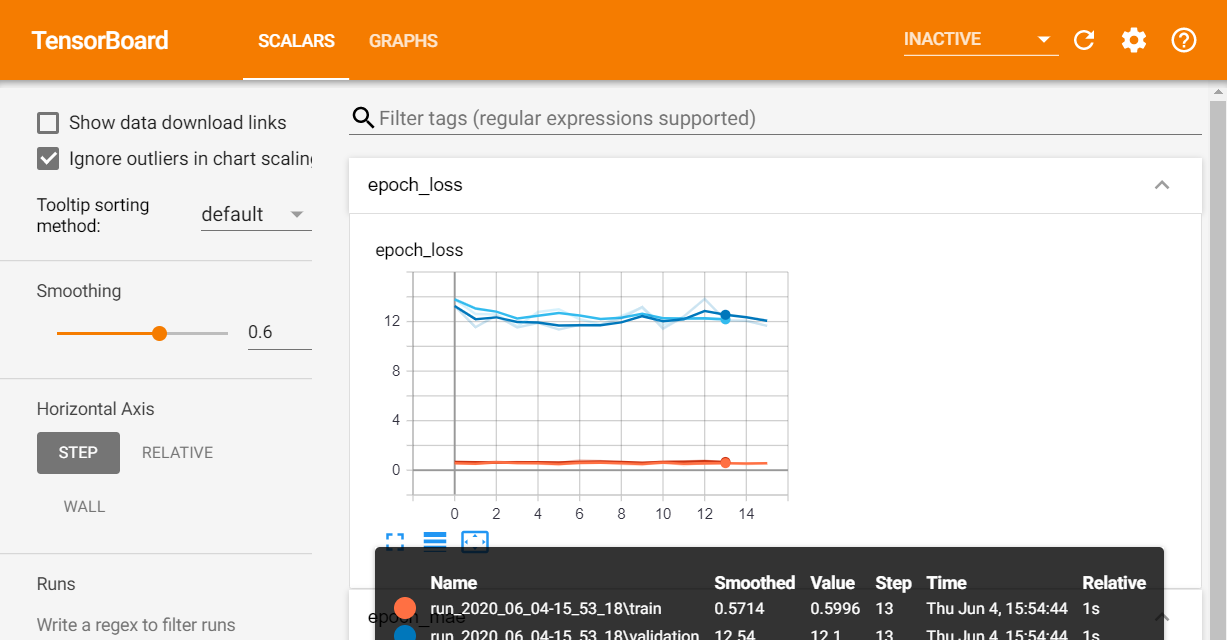 TensorBoard SCALARS GRAPHS INACTIVE
Show data download links
Ignore outliers in chart scaling
Tooltip sorting
method:
default
Smoothing
0.6
Horizontal Axis
STEP RELATIVE
WALL
Runs
Write a regex to filter runs
Filter tags (regular expressions supported)
epoch_loss
epoch_loss
12
8
4
0
0 2 4 6 8 10 12 14
Name Smoothed Value Step Time Relative
run_2020_06_04-15_53_18\train 0.5714 0.5996 13 Thu Jun 4, 15:54:44 1s
epoch_mae
run_2020_06_04-15_53_18\validation 12.54 12.1 13 Thu Jun 4, 15:54:44 1s